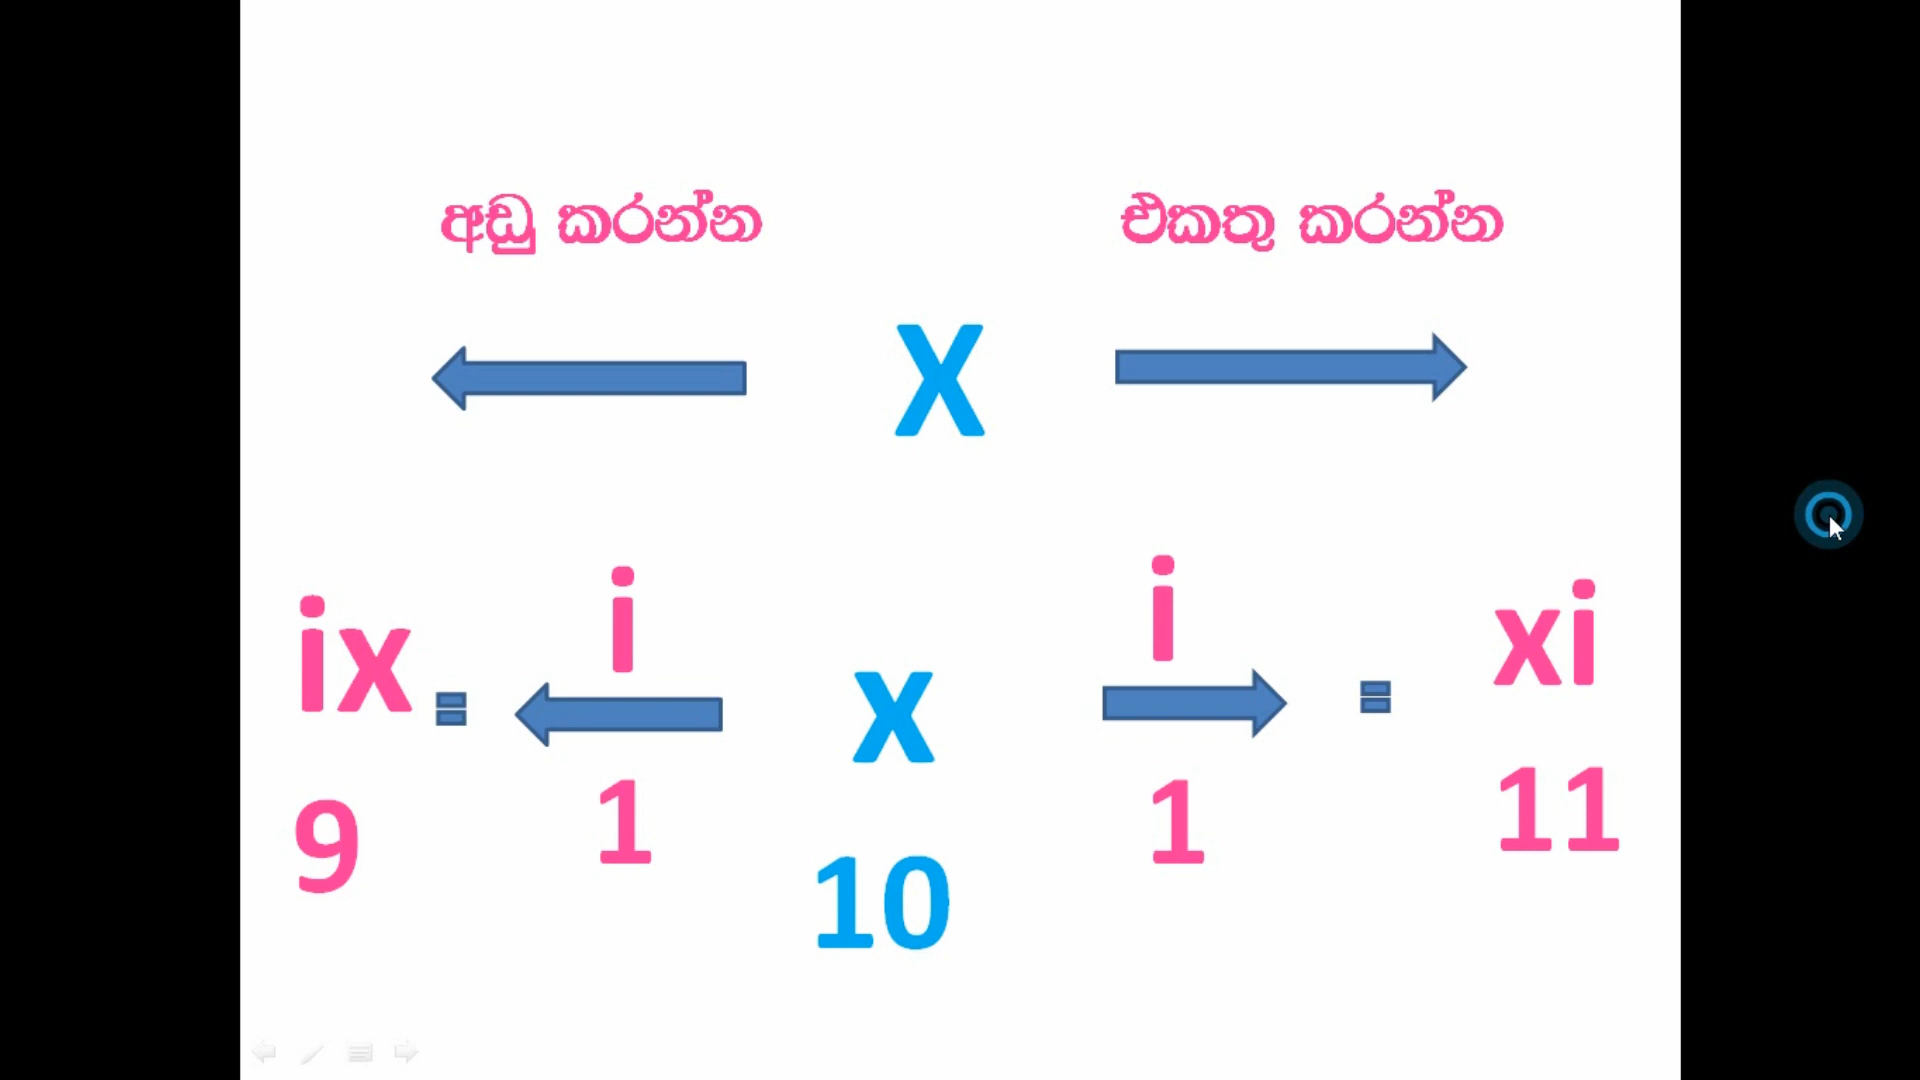 අඩු කරන්න එකතු කරන්න
X
ix = i x i = xi
9 1 10 1 11